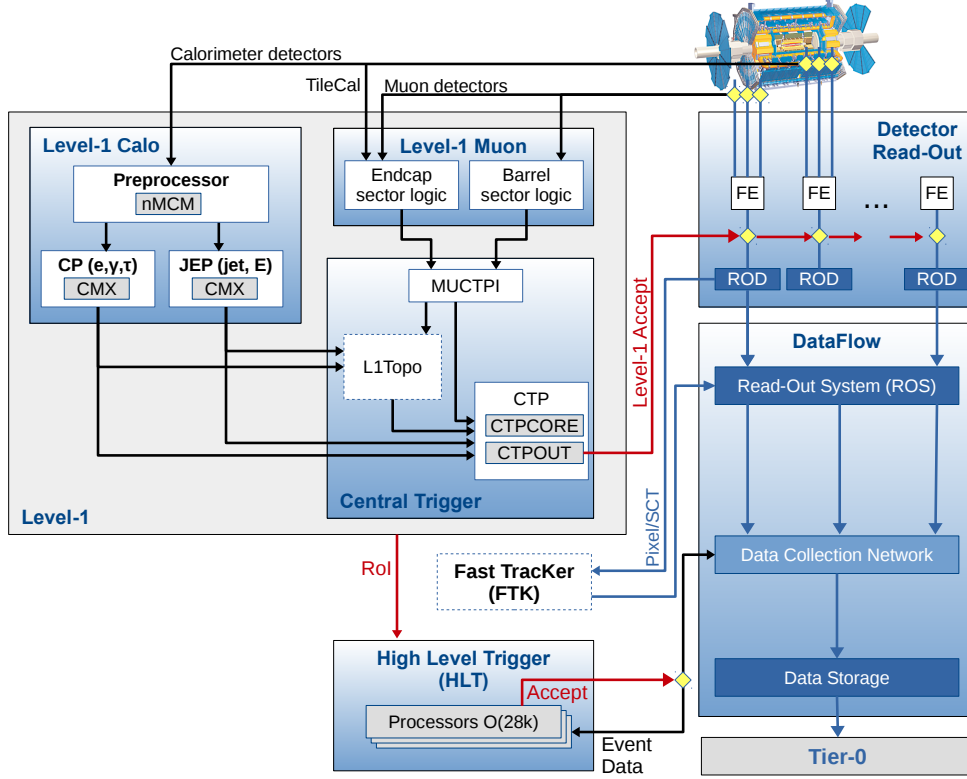 Calorimeter detectors
TileCal
Muon detectors
Level-1 Calo
Preprocessor
nMCM
CP (e,γ,τ)
CMX
JEP (jet, E)
CMX
Level-1 Muon
Endcap
sector logic
Barrel
sector logic
MUCTPI
L1Topo
CTP
CTPCORE
CTPOUT
Central Trigger
Level-1
Level-1 Accept
Detector
Read-Out
FE
FE
...
FE
ROD
ROD
ROD
DataFlow
Read-Out System (ROS)
Data Collection Network
Data Storage
Tier-0
Pixel/SCT
RoI
Fast TracKer
(FTK)
High Level Trigger
(HLT)
Accept
Processors O(28k)
Event
Data